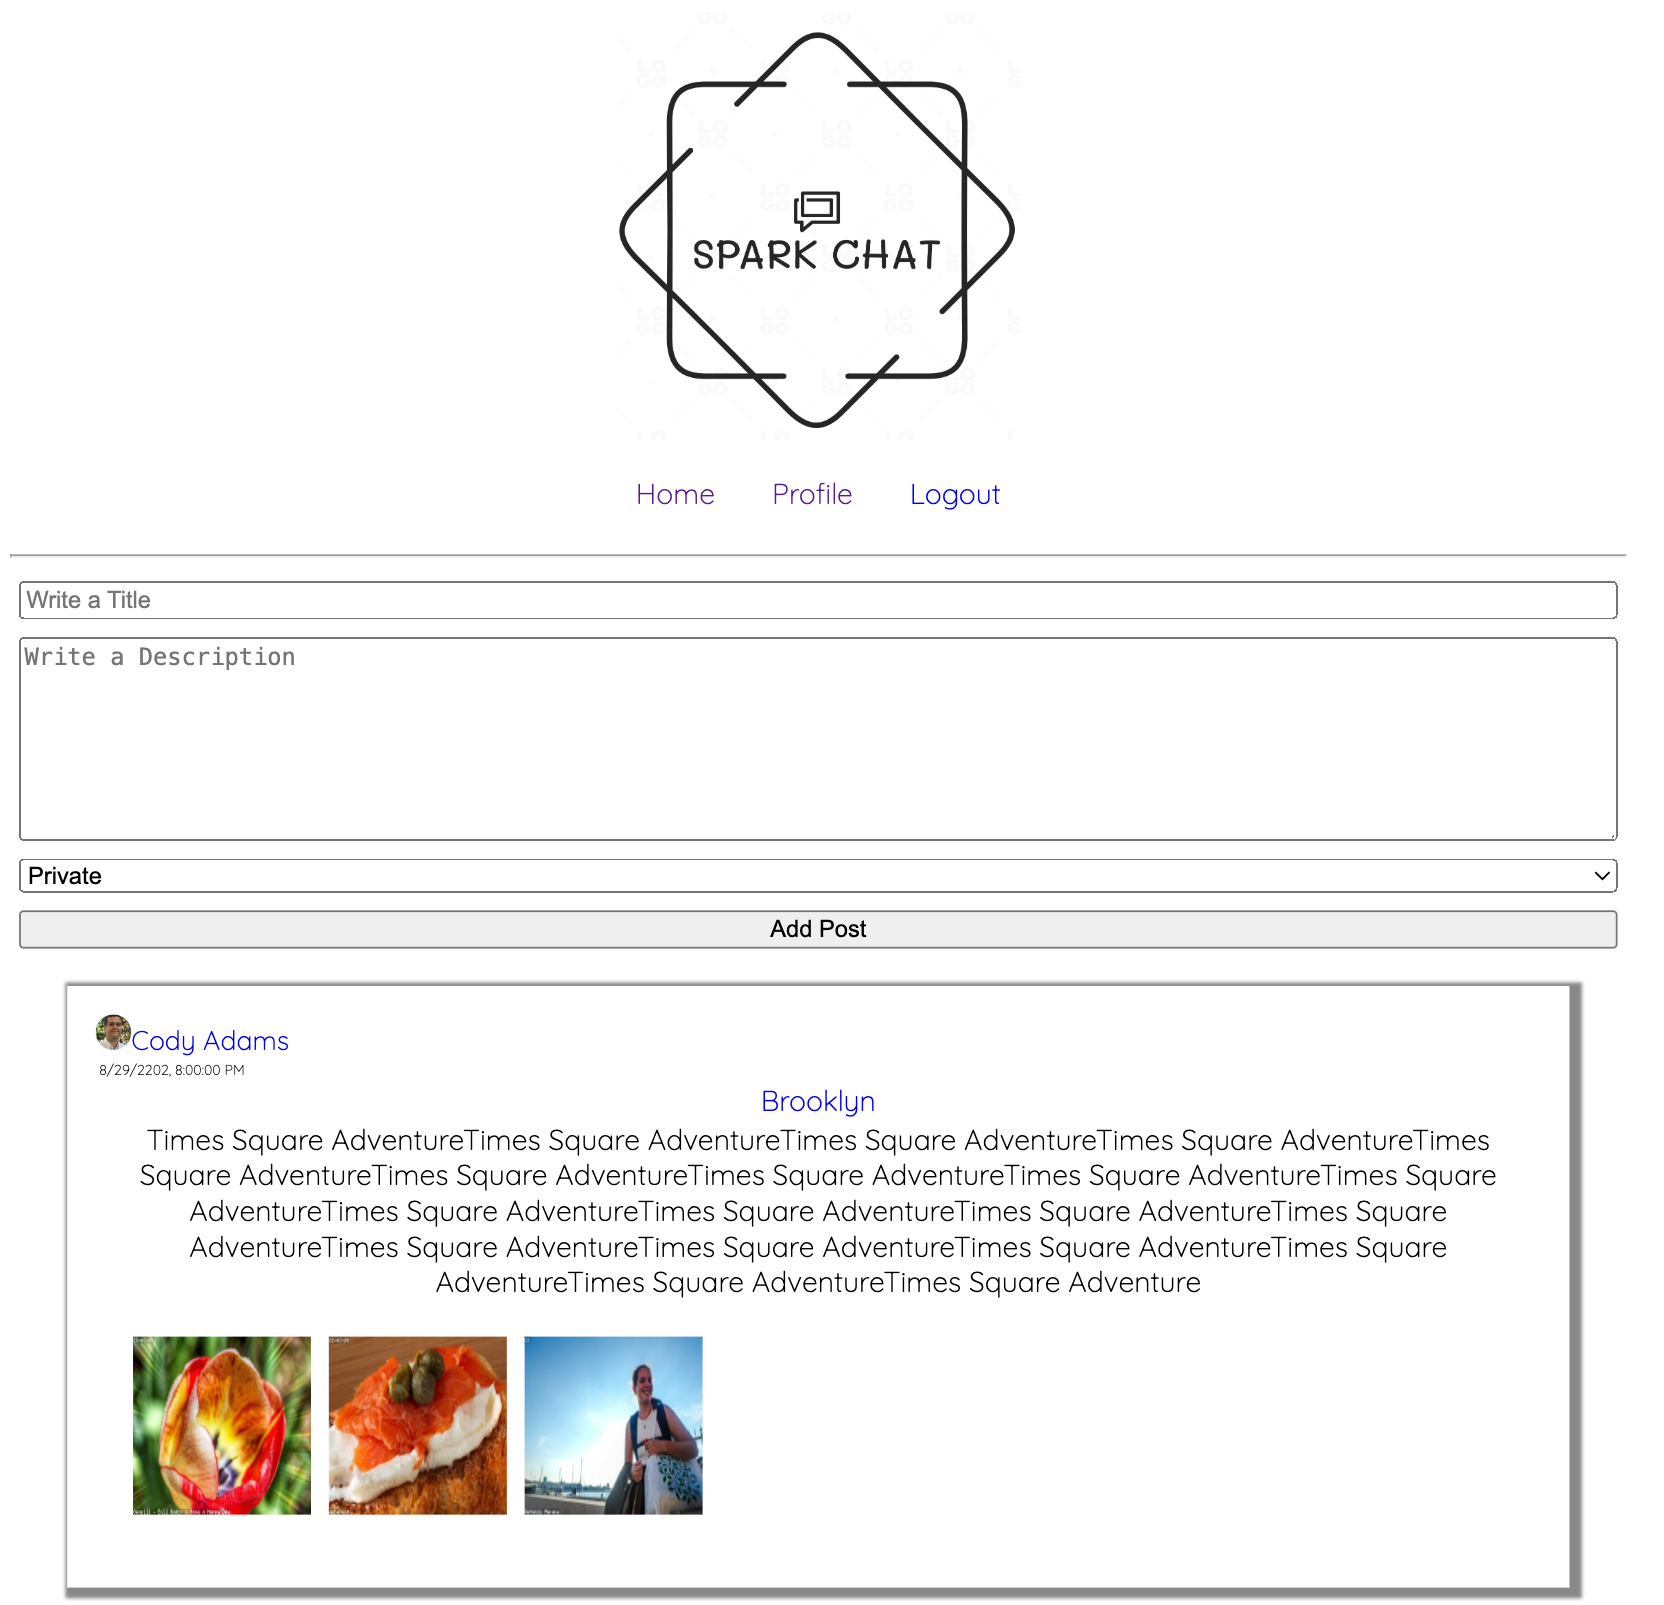 SPARK CHAT
Home Profile Logout
Write a Title
Write a Description
Private
Add Post
Cody Adams
8/29/2202, 8:00:00 PM
Brooklyn
Times Square AdventureTimes Square AdventureTimes Square AdventureTimes Square AdventureTimes
Square AdventureTimes Square AdventureTimes Square AdventureTimes Square AdventureTimes Square
AdventureTimes Square AdventureTimes Square AdventureTimes Square AdventureTimes Square
AdventureTimes Square AdventureTimes Square AdventureTimes Square AdventureTimes Square
AdventureTimes Square AdventureTimes Square Adventure